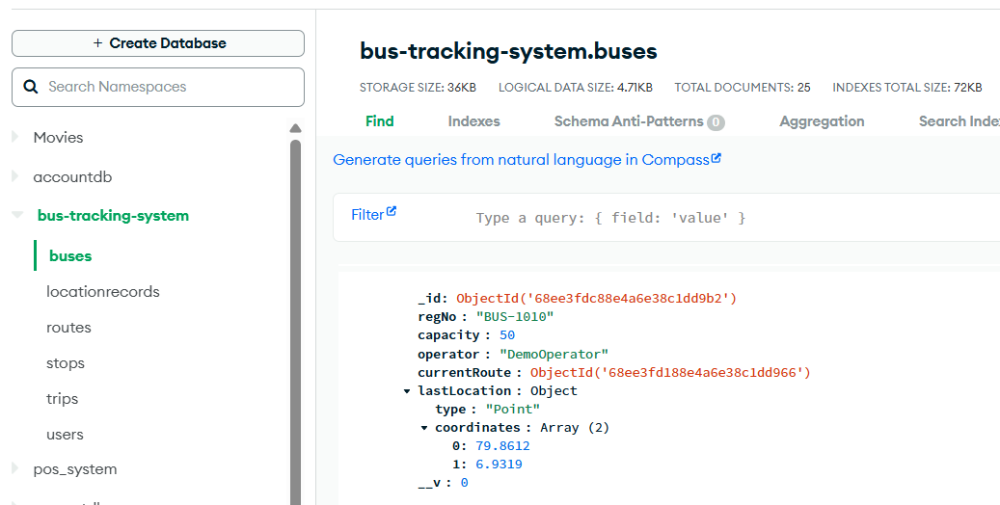 + Create Database
Search Namespaces
Movies
accountdb
bus-tracking-system
buses
locationrecords
routes
stops
trips
users
pos_system
bus-tracking-system.buses
STORAGE SIZE: 36KB LOGICAL DATA SIZE: 4.71KB TOTAL DOCUMENTS: 25 INDEXES TOTAL SIZE: 72KB
Find Indexes Schema Anti-Patterns 0 Aggregation Search
Generate queries from natural language in Compass
Filter Type a query: { field: 'value' }
_id: ObjectId('68ee3fdc88e4a6e38c1dd9b2')
regNo : "BUS-1010"
capacity : 50
operator : "DemoOperator"
currentRoute : ObjectId('68ee3fd188e4a6e38c1dd966')
lastLocation : Object
type : "Point"
coordinates : Array (2)
0: 79.8612
1: 6.9319
__v : 0